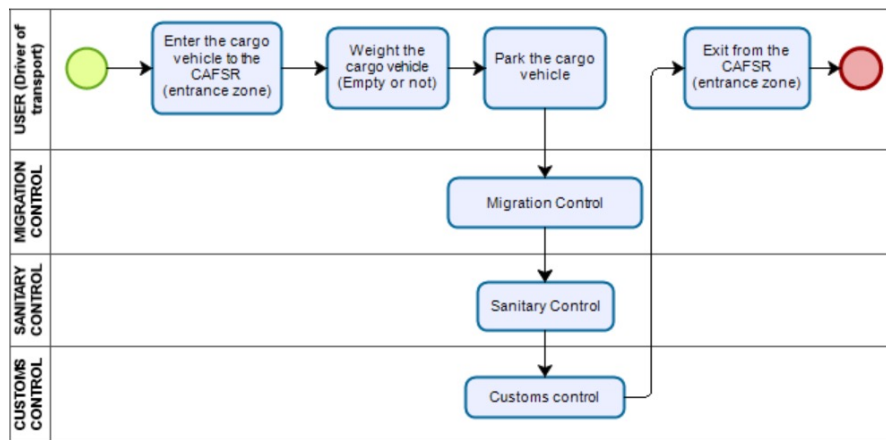 USER (Driver of
transport)
Enter the cargo
vehicle to the
CAFSR
(entrance zone)
Weight the
cargo vehicle
(Empty or not)
Park the cargo
vehicle
Exit from the
CAFSR
(entrance zone)
MIGRATION
CONTROL
Migration Control
SANITARY
CONTROL
Sanitary Control
CUSTOMS
CONTROL
Customs control